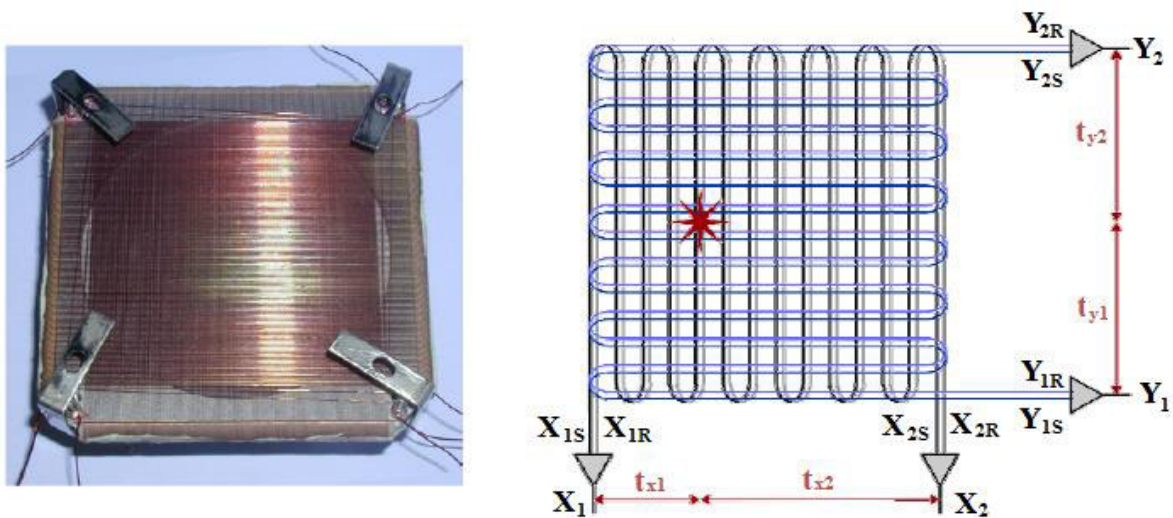 Y2R
Y2
Y2S
ty2
ty1
Y1R
Y1
Y1S
X1S X1R X2S X2R
tx1 tx2
X1 X2